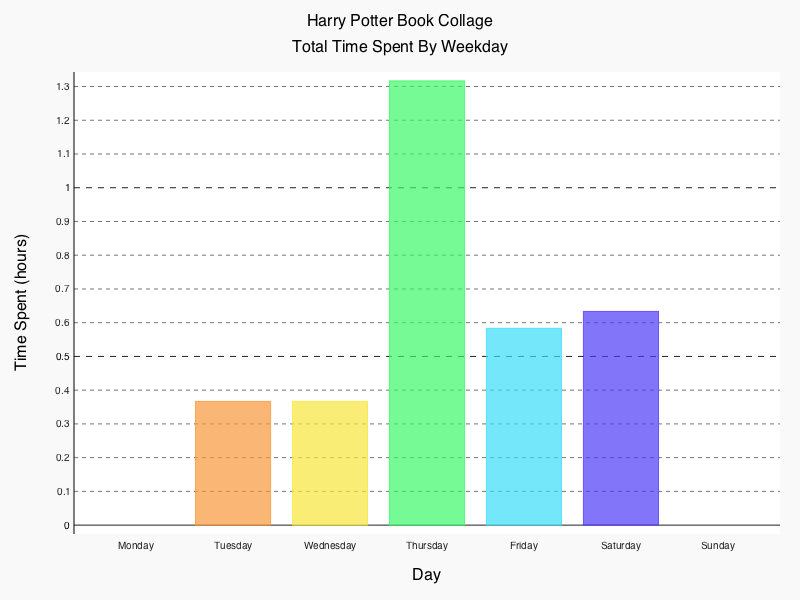 Harry Potter Book Collage
Total Time Spent By Weekday
Time Spent (hours)
1.3
1.2
1.1
1
0.9
0.8
0.7
0.6
0.5
0.4
0.3
0.2
0.1
0
Monday Tuesday Wednesday Thursday Friday Saturday Sunday
Day